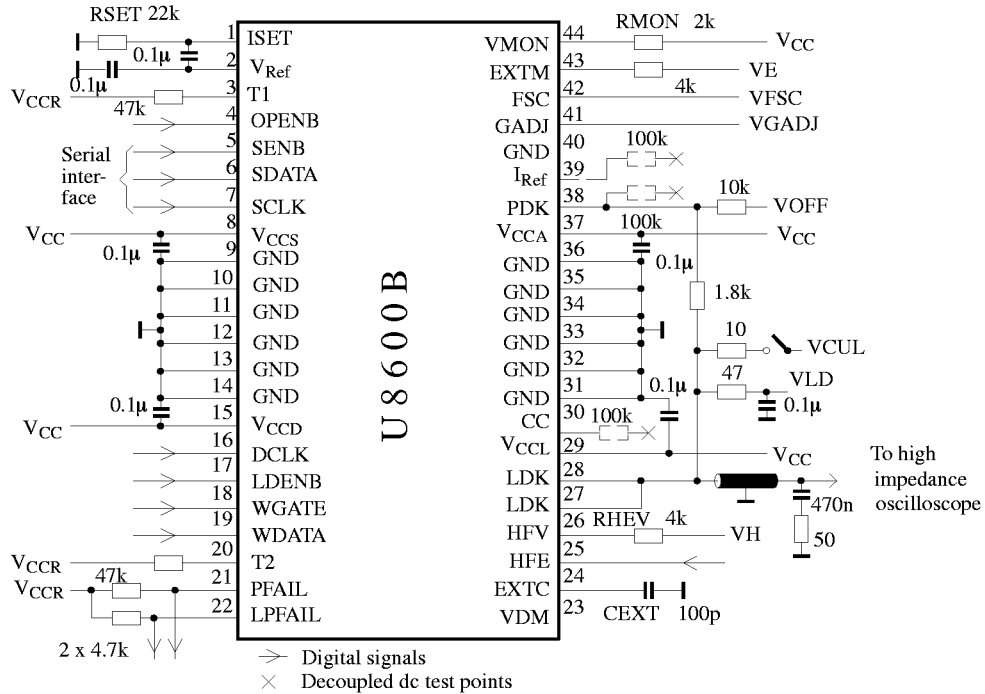 RSET 22k
0.1µ
0.1µ
1 ISET
2 VRef
VCCR
47k
3 T1
4 OPENB
Serial
inter-
face
5 SENB
6 SDATA
7 SCLK
VCC
8 VCCS
0.1µ
9 GND
10 GND
11 GND
12 GND
13 GND
14 GND
0.1µ
VCC
15 VCCD
16 DCLK
17 LDENB
18 WGATE
19 WDATA
VCCR
20 T2
47k
VCCR
21 PFAIL
22 LPFAIL
2 x 4.7k
U8600B
RMON 2k
VMON 44 VCC
EXTM 43 VE
4k
FSC 42 VFSC
GADJ 41 VGADJ
GND 40
100k
IRef 39
PDK 38
100k
10k
VOFF
VCCA 37 VCC
0.1µ
GND 36
GND 35
GND 34
GND 33
GND 32
GND 31
1.8k
10
VCUL
47
VLD
0.1µ
0.1µ
CC 30
100k
VCCL 29 VCC
LDK 28
LDK 27
To high
impedance
oscilloscope
470n
50
HFV 26
RHEV 4k
VH
HFE 25
EXTC 24
CEXT 100p
VDM 23
Digital signals
Decoupled dc test points